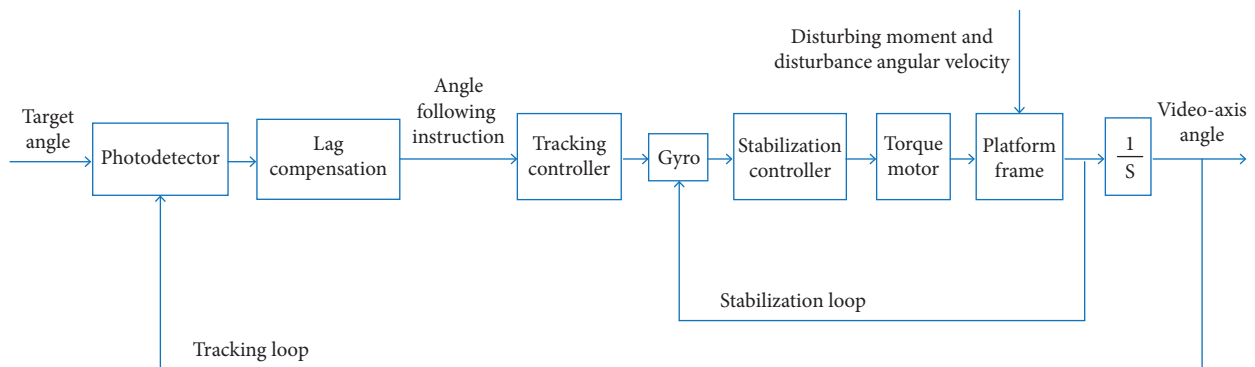 Target
angle
Photodetector
Lag
compensation
Angle
following
instruction
Tracking
controller
Gyro
Stabilization
controller
Torque
motor
Disturbing moment and
disturbance angular velocity
Platform
frame
1
S
Video-axis
angle
Stabilization loop
Tracking loop